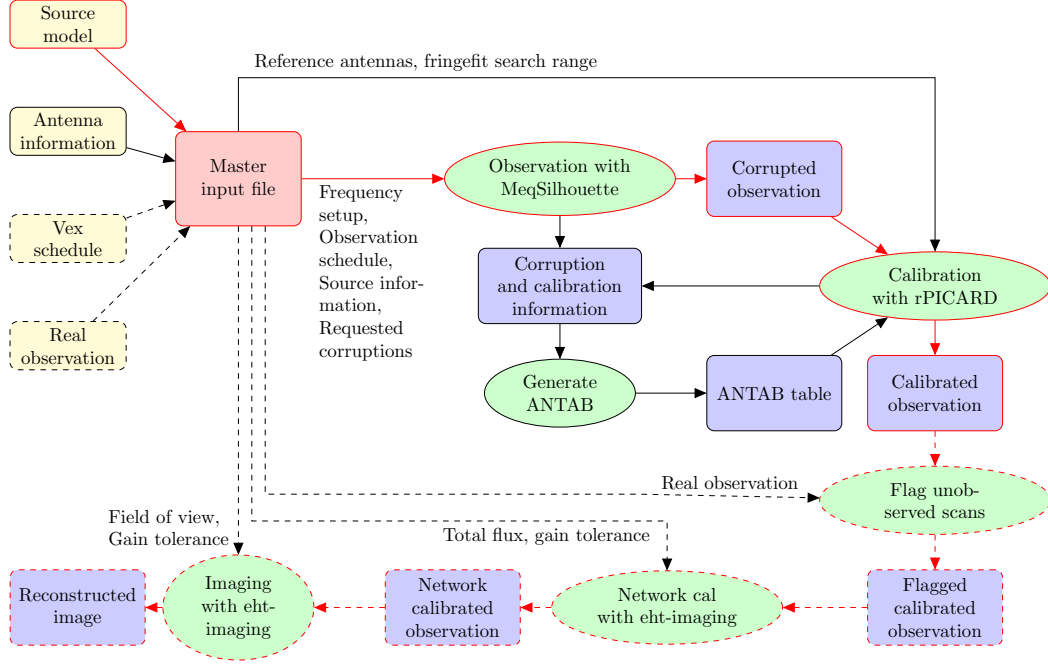 Source
model
Reference antennas, fringefit search range
Antenna
information
Master
input file
Observation with
MeqSilhouette
Corrupted
observation
Vex
schedule
Frequency
setup,
Observation
schedule,
Source infor-
mation,
Requested
corruptions
Corruption
and calibration
information
Calibration
with rPICARD
Real
observation
Generate
ANTAB
ANTAB table
Calibrated
observation
Real observation
Flag unob-
served scans
Field of view,
Gain tolerance
Total flux, gain tolerance
Reconstructed
image
Imaging
with eht-
imaging
Network
calibrated
observation
Network cal
with eht-imaging
Flagged
calibrated
observation